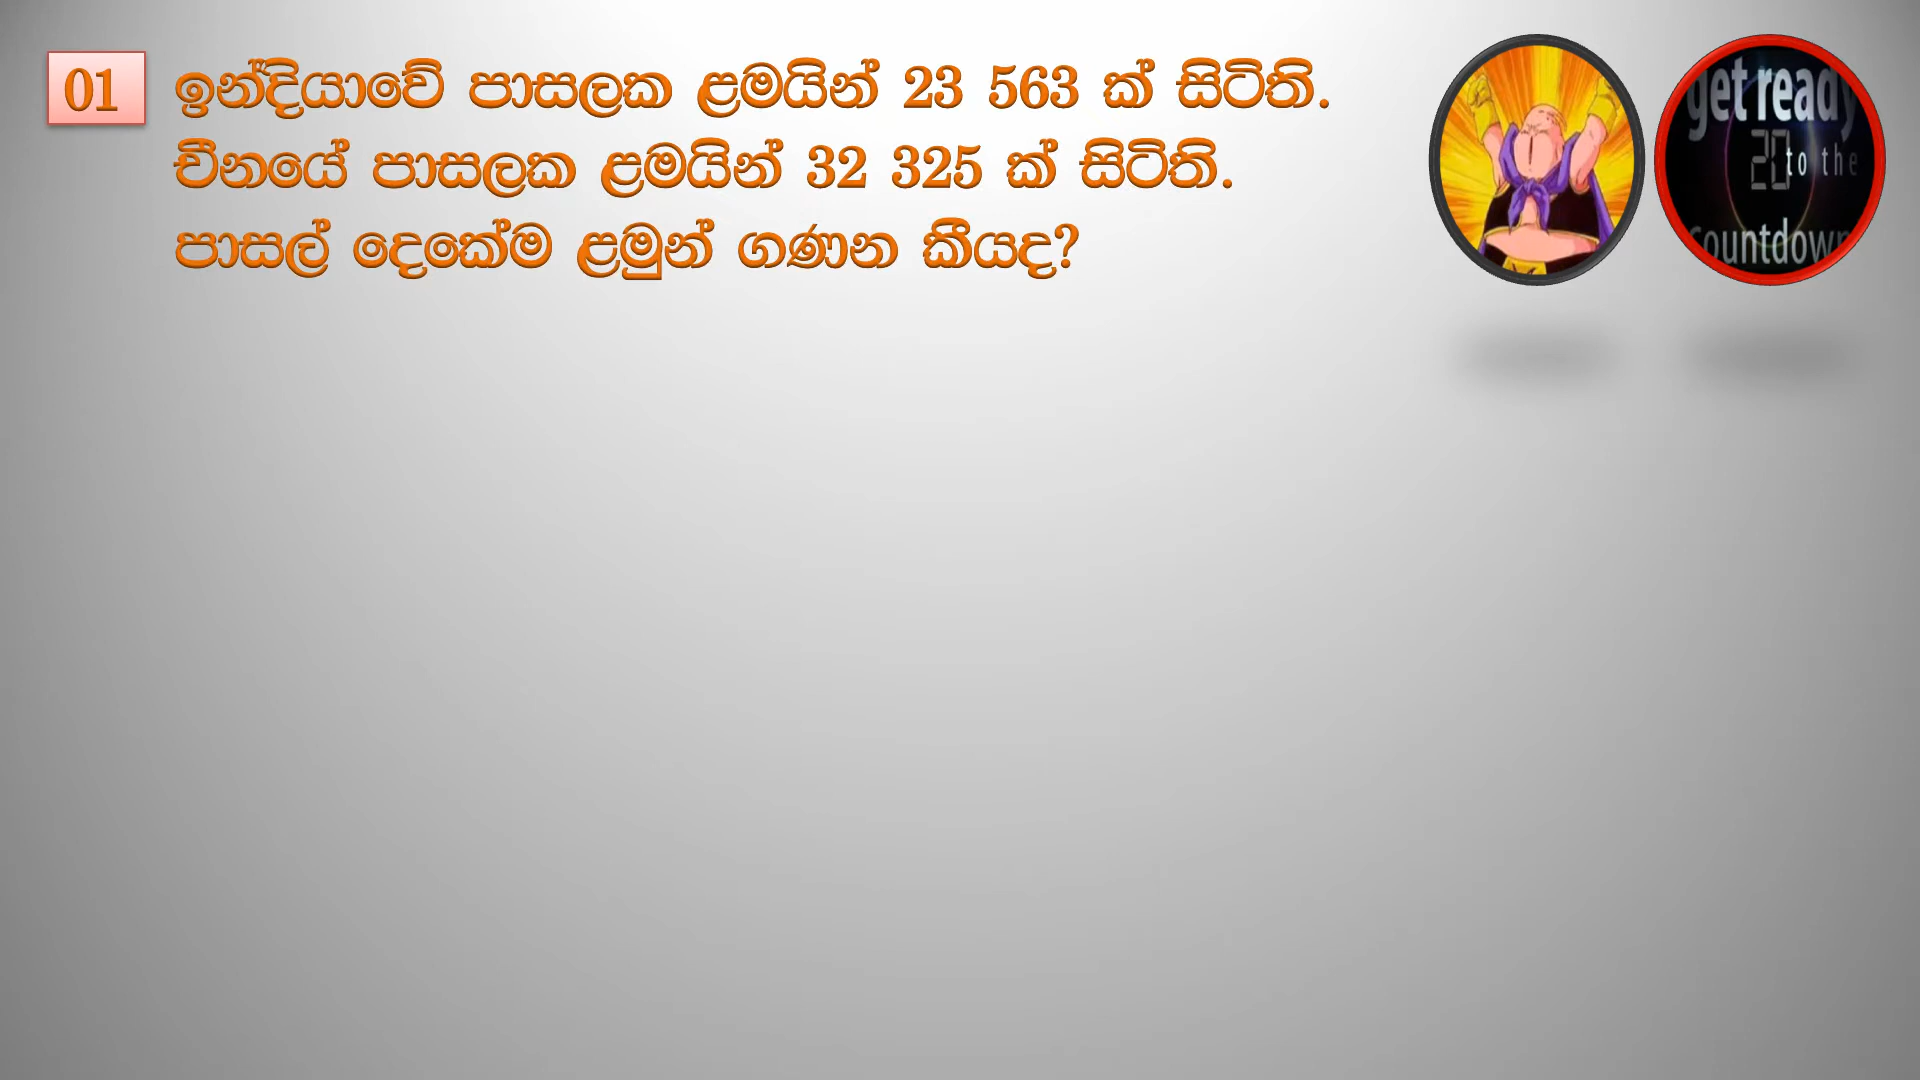 01 ඉන්දියාවේ පාසලක ළමයින් 23 563 ක් සිටිති.
චීනයේ පාසලක ළමයින් 32 325 ක් සිටිති.
පාසල් දෙකේම ළමුන් ගණන කීයද?
get ready
20 to the
countdown